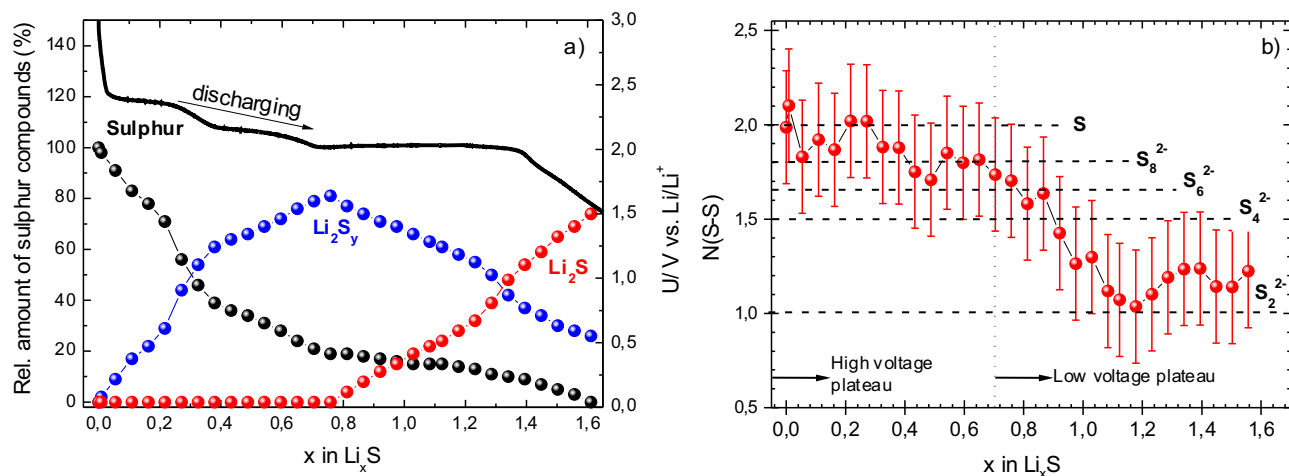 a)
Rel. amount of sulphur compounds (%)
140
120
100
80
60
40
20
0
discharging
Sulphur
Li₂Sᵧ
Li₂S
3,0
2,5
2,0
1,5
1,0
0,5
0,0
U/ V vs. Li/Li⁺
0,0 0,2 0,4 0,6 0,8 1,0 1,2 1,4 1,6
x in LiₓS
b)
N(S-S)
2,5
2,0
1,5
1,0
0,5
S
S₈²⁻
S₆²⁻
S₄²⁻
S₂²⁻
High voltage
plateau
Low voltage plateau
0,0 0,2 0,4 0,6 0,8 1,0 1,2 1,4 1,6
x in LiₓS